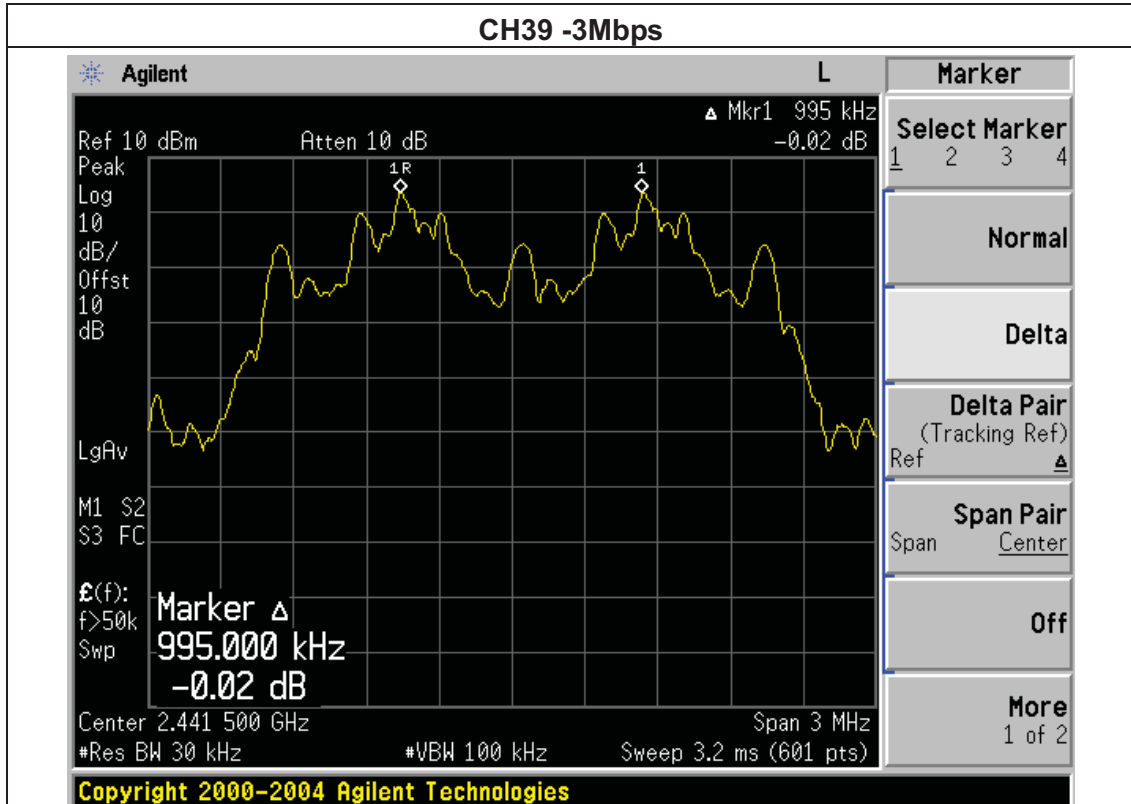 CH39 -3Mbps
Agilent L
Δ Mkr1 995 kHz
Ref 10 dBm Atten 10 dB -0.02 dB
Peak
Log
10
dB/
Offst
10
dB
1R 1
LgAv
M1 S2
S3 FC
£(f):
f>50k
Swp
Marker Δ
995.000 kHz
-0.02 dB
Center 2.441 500 GHz Span 3 MHz
#Res BW 30 kHz #VBW 100 kHz Sweep 3.2 ms (601 pts)
Copyright 2000-2004 Agilent Technologies
Marker
Select Marker
1 2 3 4
Normal
Delta
Delta Pair
(Tracking Ref)
Ref Δ
Span Pair
Span Center
Off
More
1 of 2